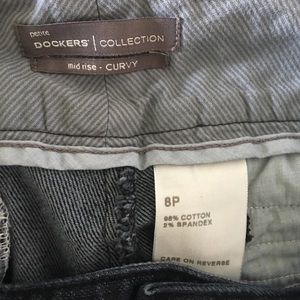 petite
DOCKERS® | COLLECTION
mid rise - CURVY
8P
98% COTTON
2% SPANDEX
CARE ON REVERSE